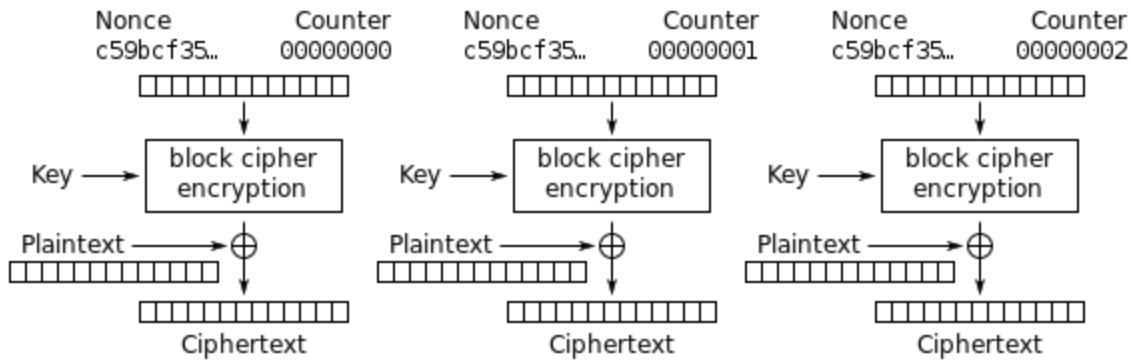 Nonce Counter Nonce Counter Nonce Counter
c59bcf35… 00000000 c59bcf35… 00000001 c59bcf35… 00000002
block cipher block cipher block cipher
Key encryption Key encryption Key encryption
Plaintext Plaintext Plaintext
Ciphertext Ciphertext Ciphertext